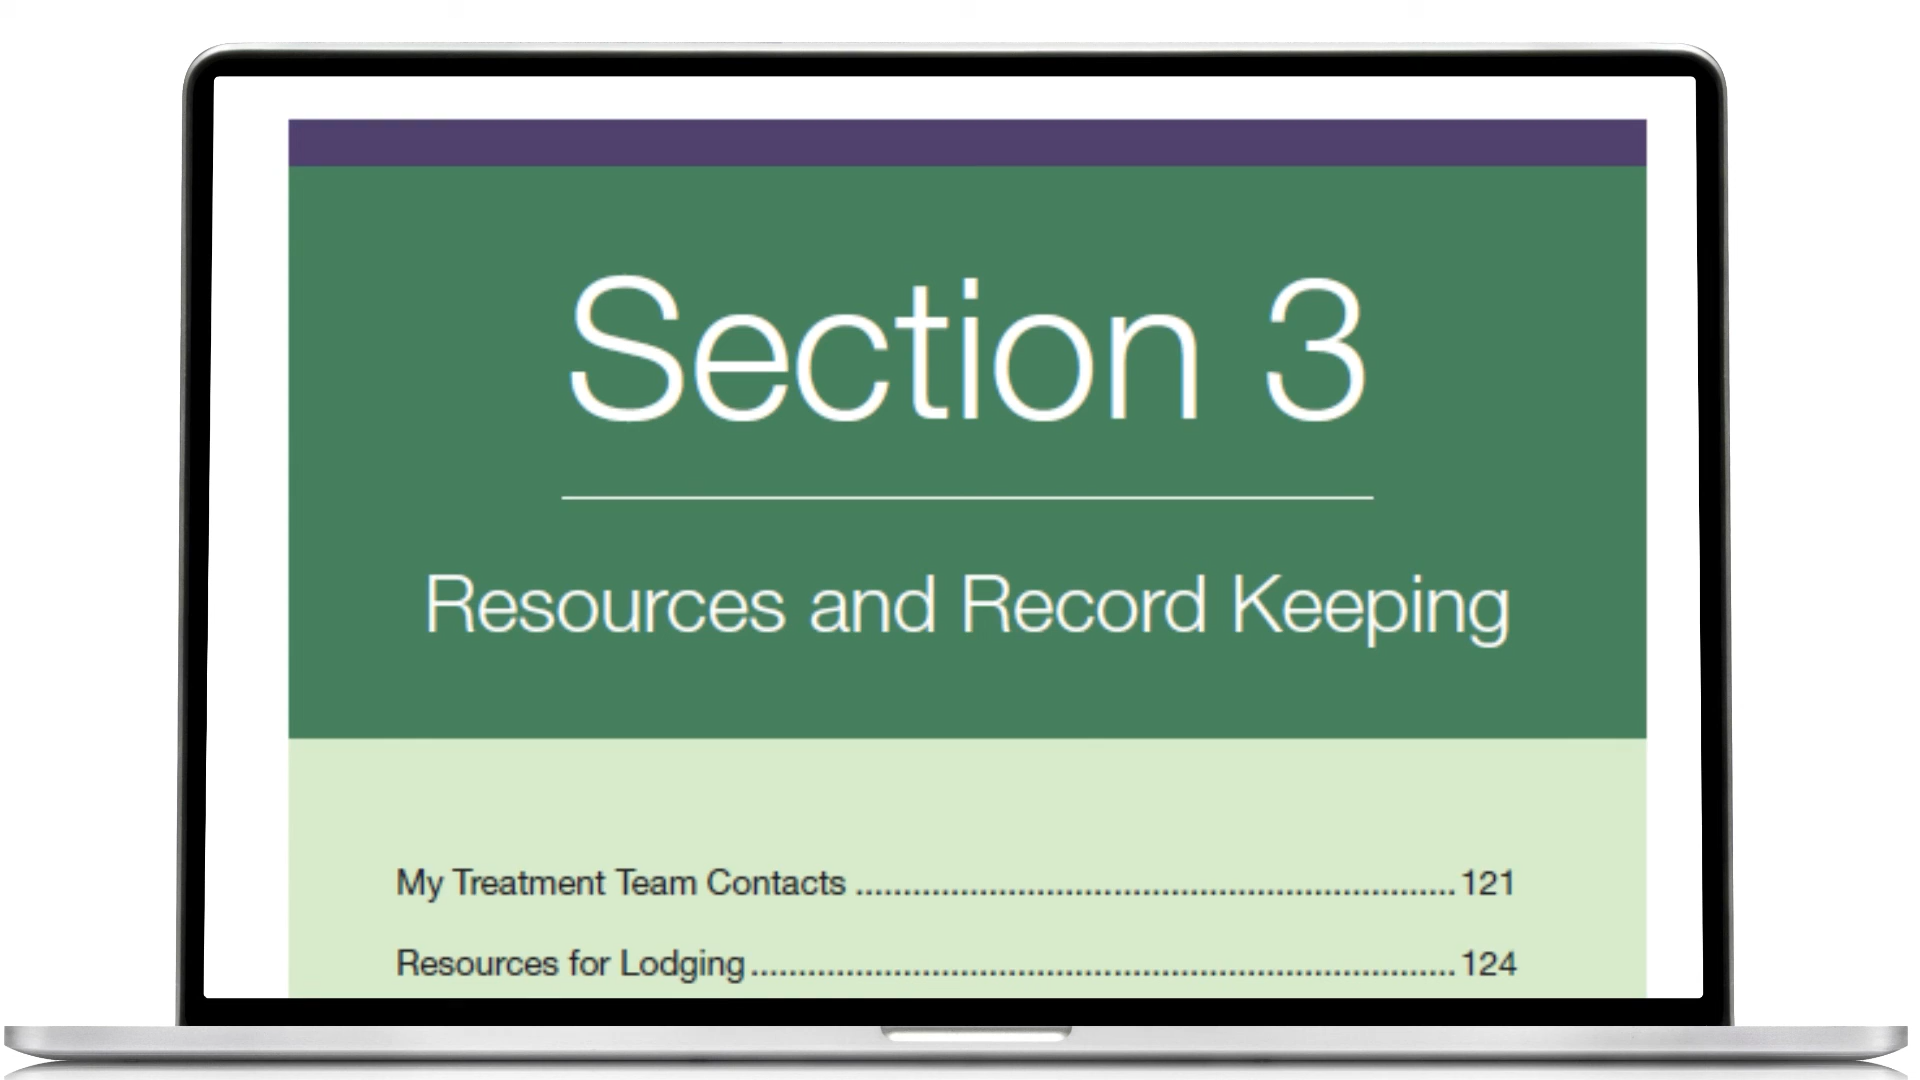 Section 3
Resources and Record Keeping
My Treatment Team Contacts ................................................................ 121
Resources for Lodging ........................................................................... 124